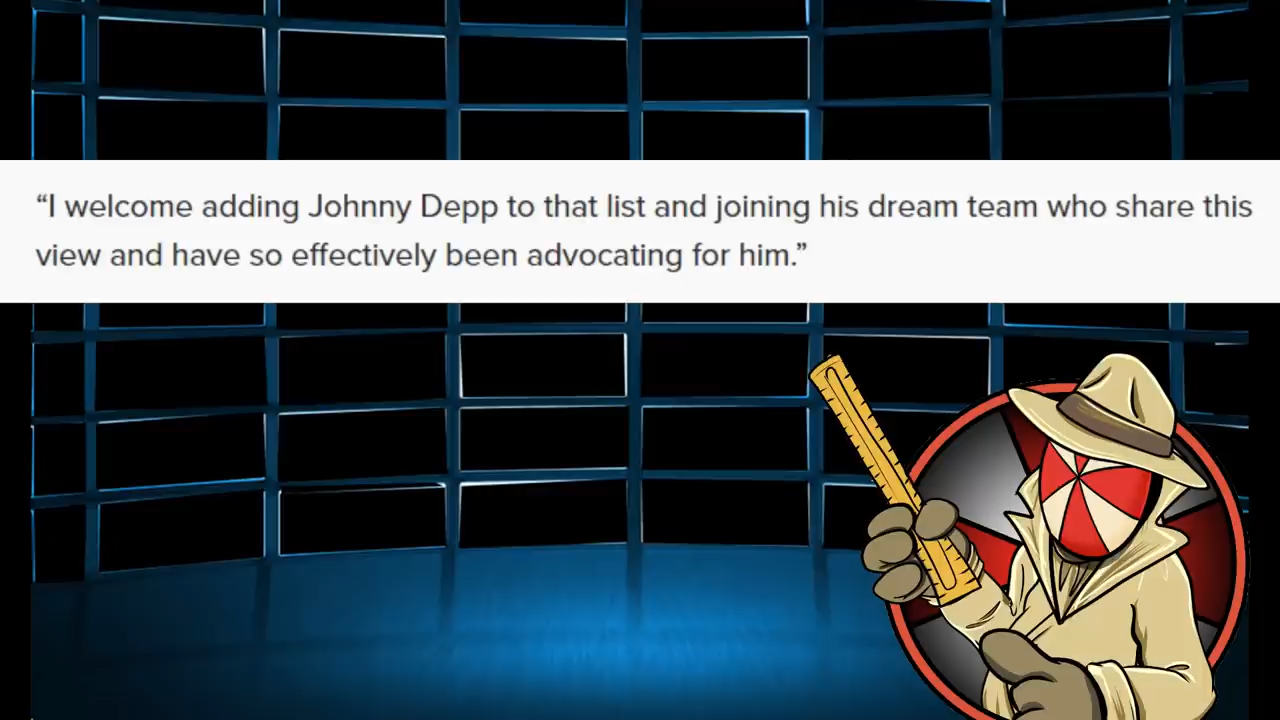 “I welcome adding Johnny Depp to that list and joining his dream team who share this
view and have so effectively been advocating for him.”